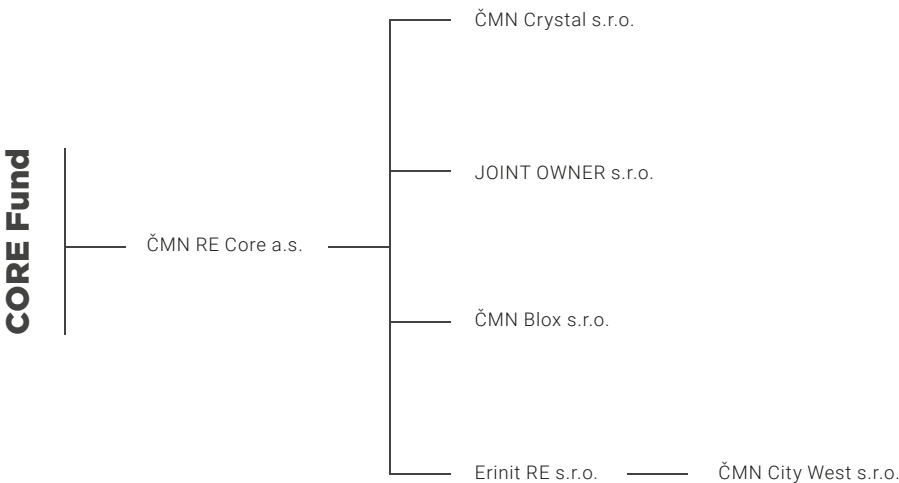 CORE Fund
ČMN RE Core a.s.
ČMN Crystal s.r.o.
JOINT OWNER s.r.o.
ČMN Blox s.r.o.
Erinit RE s.r.o.
ČMN City West s.r.o.